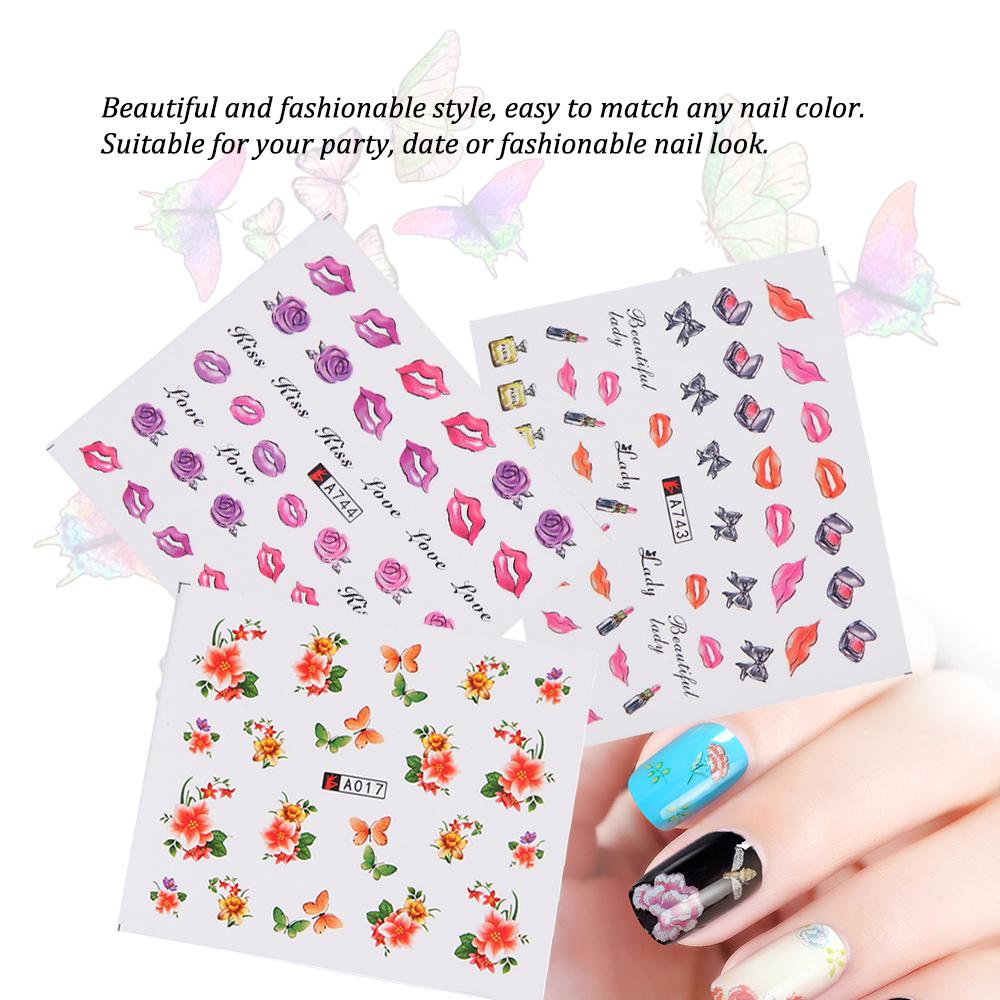 Beautiful and fashionable style, easy to match any nail color.
Suitable for your party, date or fashionable nail look.
Kiss
Kiss
Kiss
Love
Love
Love
Love
Love
Ki
A744
Beautiful
lady
Lady
A743
Lady
Beautiful
lady
A017